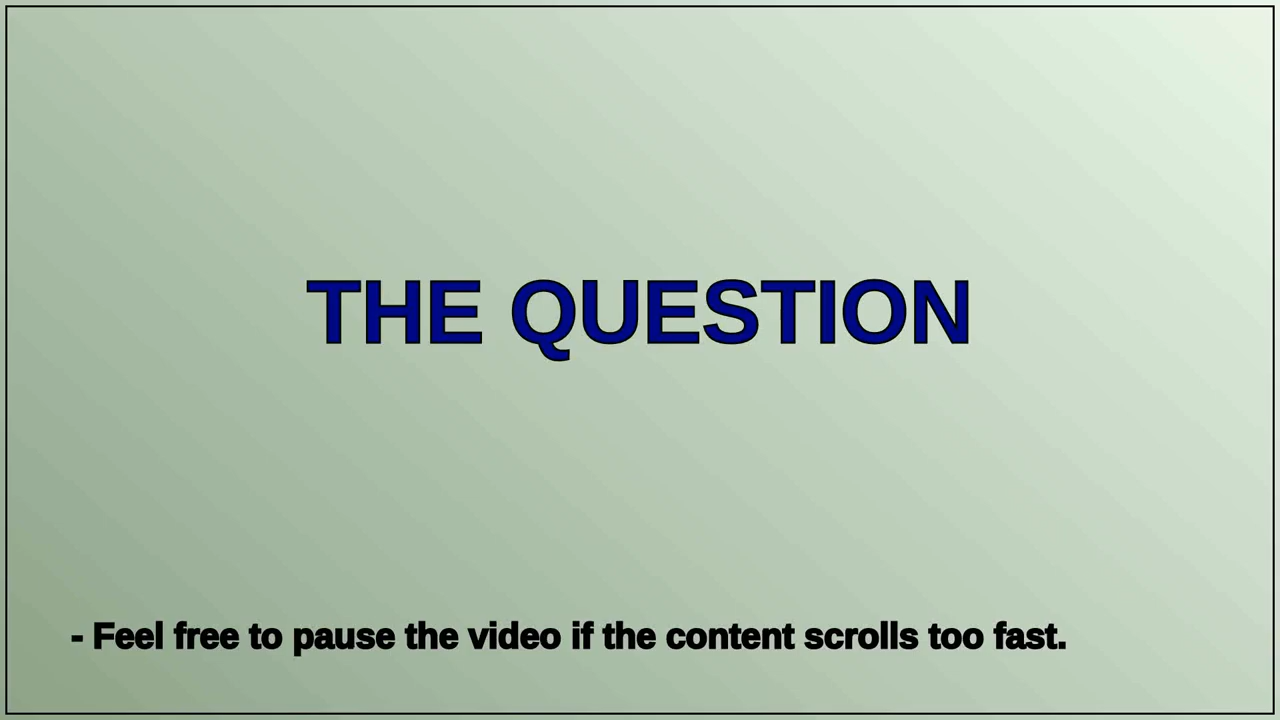 THE QUESTION
- Feel free to pause the video if the content scrolls too fast.